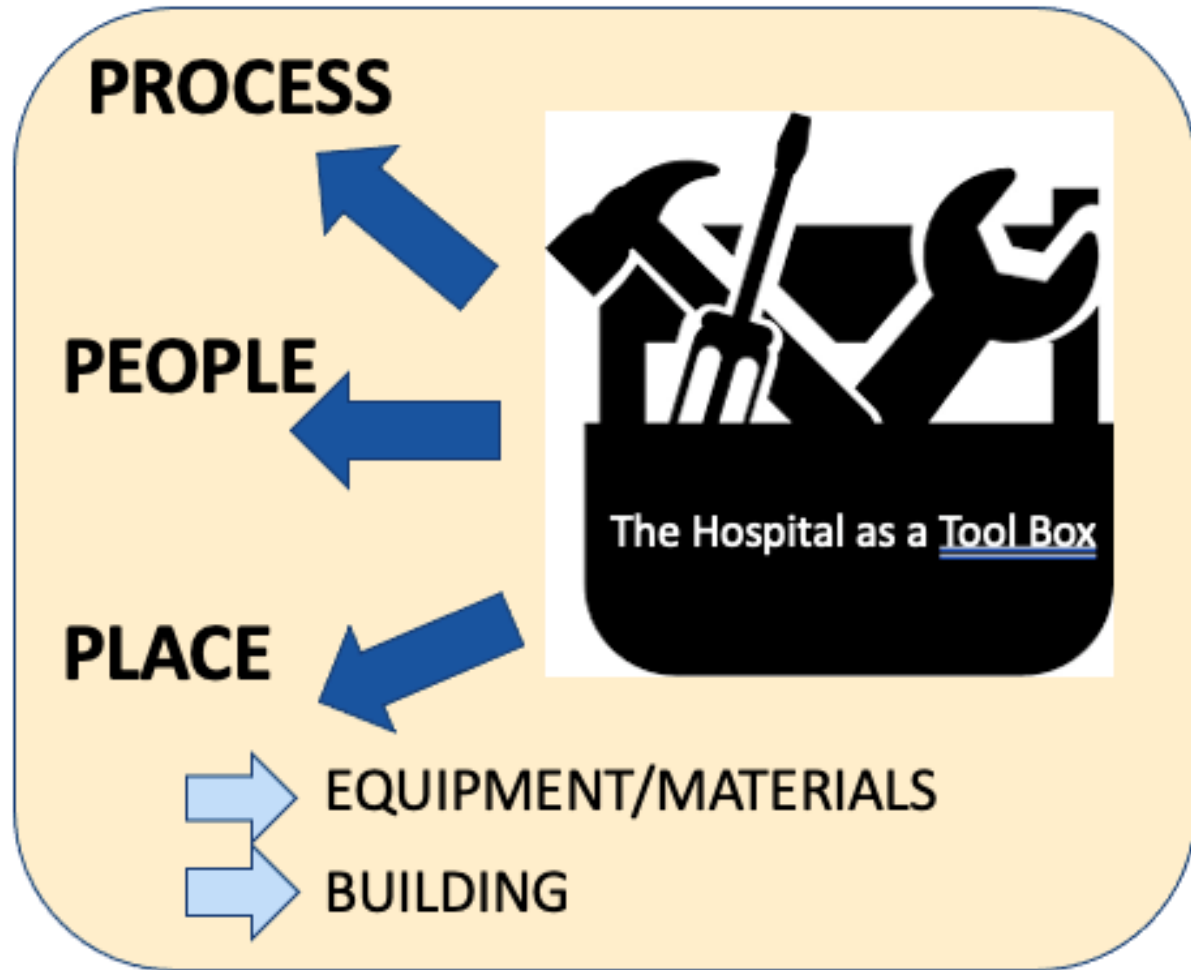 PROCESS
PEOPLE
The Hospital as a Tool Box
PLACE
EQUIPMENT/MATERIALS
BUILDING